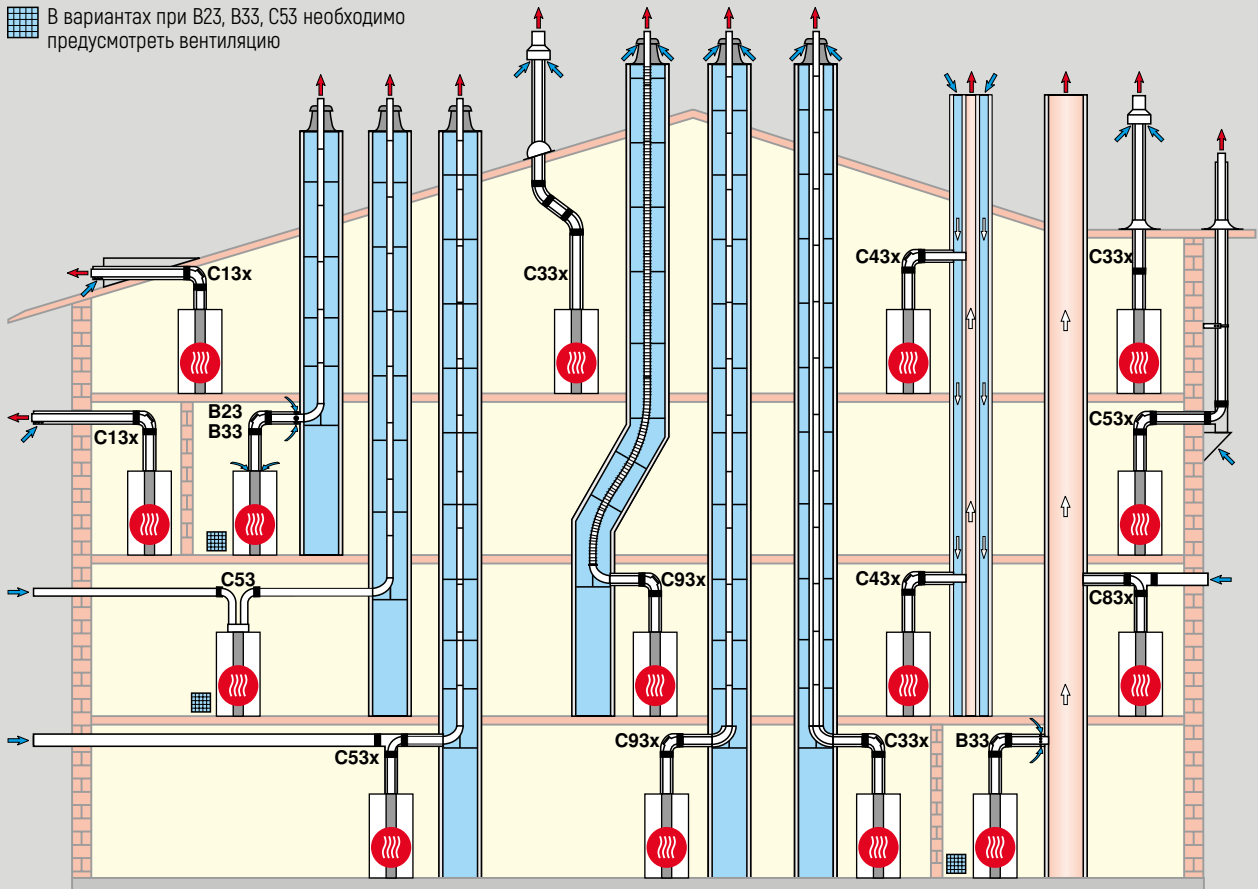 В вариантах при B23, B33, C53 необходимо
предусмотреть вентиляцию
C13x
C33x
C43x
C33x
C13x
B23
B33
C53x
C53
C93x
C43x
C83x
C53x
C93x
C33x
B33